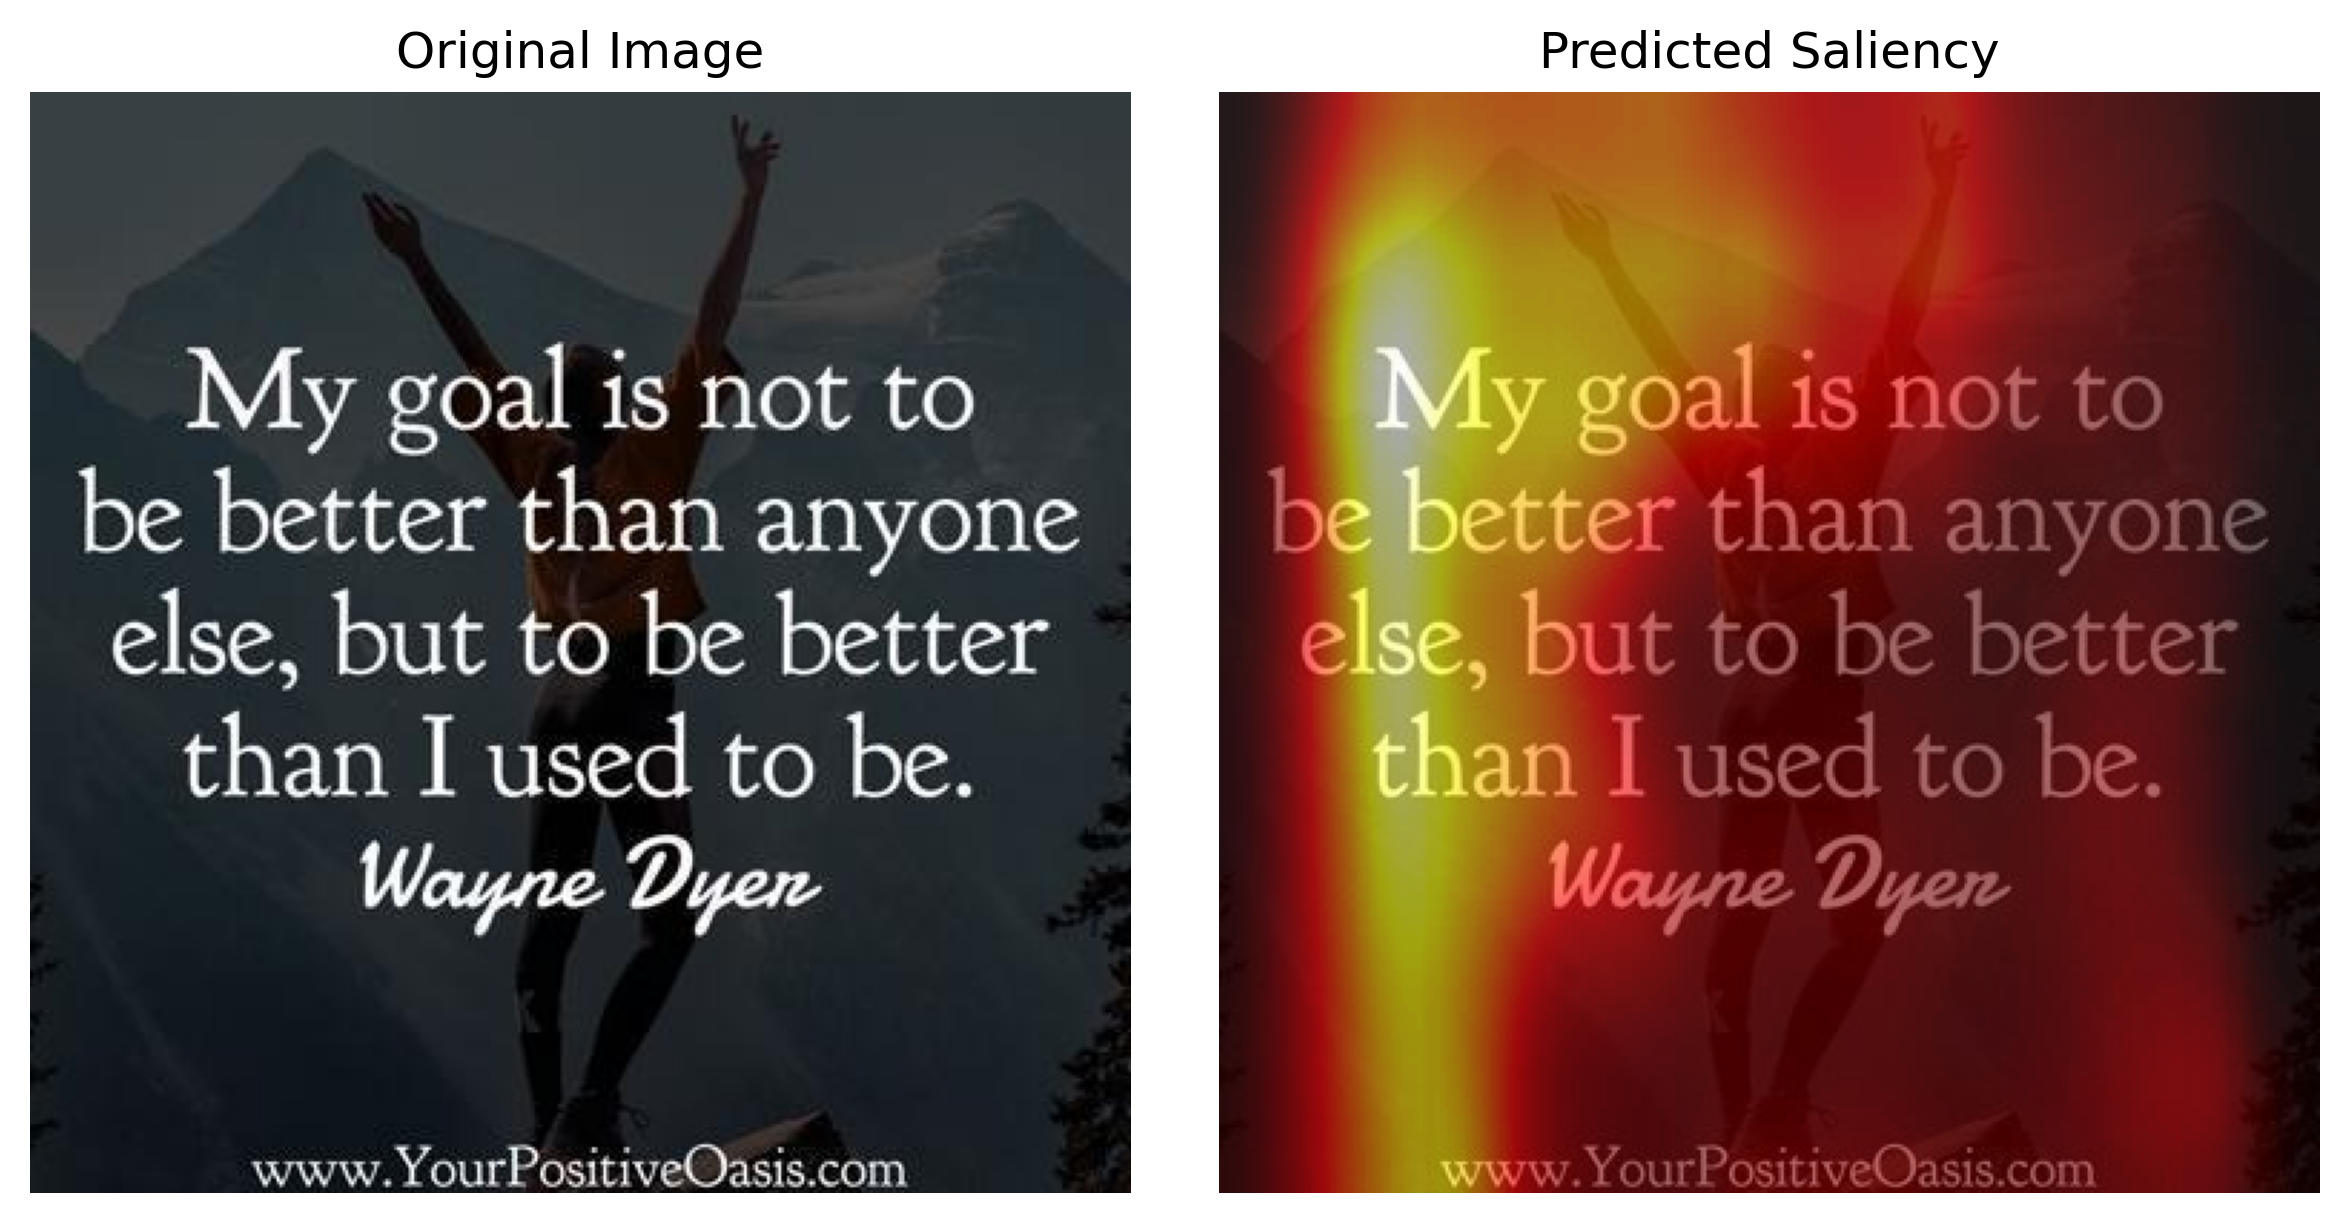 Original Image
My goal is not to
be better than anyone
else, but to be better
than I used to be.
Wayne Dyer
www.YourPositiveOasis.com
Predicted Saliency
My goal is not to
be better than anyone
else, but to be better
than I used to be.
Wayne Dyer
www.YourPositiveOasis.com